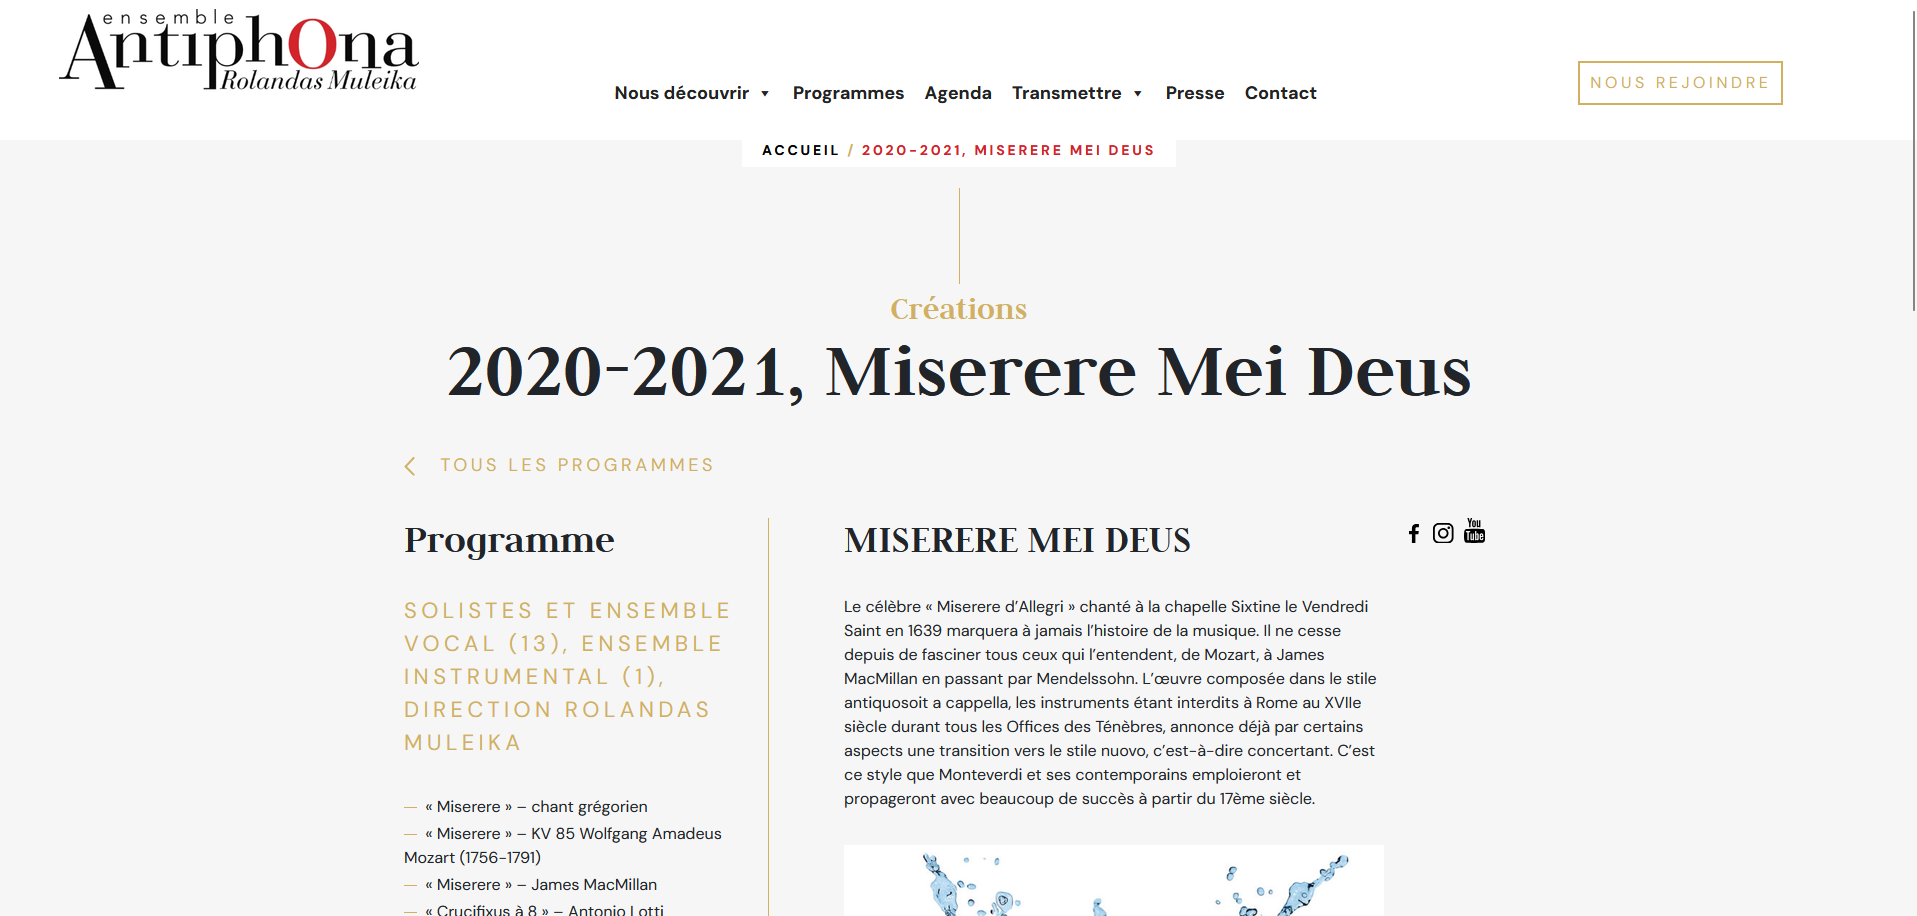 ensemble
AntiphOna
Rolandas Muleika
Nous découvrir
Programmes
Agenda
Transmettre
Presse
Contact
NOUS REJOINDRE
ACCUEIL / 2020-2021, MISERERE MEI DEUS
Créations
2020-2021, Miserere Mei Deus
TOUS LES PROGRAMMES
Programme
SOLISTES ET ENSEMBLE
VOCAL (13), ENSEMBLE
INSTRUMENTAL (1),
DIRECTION ROLANDAS
MULEIKA
— « Miserere » – chant grégorien
— « Miserere » – KV 85 Wolfgang Amadeus
Mozart (1756-1791)
— « Miserere » – James MacMillan
— « Crucifixus à 8 » – Antonio Lotti
MISERERE MEI DEUS
You
Tube
Le célèbre « Miserere d’Allegri » chanté à la chapelle Sixtine le Vendredi
Saint en 1639 marquera à jamais l’histoire de la musique. Il ne cesse
depuis de fasciner tous ceux qui l’entendent, de Mozart, à James
MacMillan en passant par Mendelssohn. L’œuvre composée dans le stile
antiquosoit a cappella, les instruments étant interdits à Rome au XVIIe
siècle durant tous les Offices des Ténèbres, annonce déjà par certains
aspects une transition vers le stile nuovo, c’est-à-dire concertant. C’est
ce style que Monteverdi et ses contemporains emploieront et
propageront avec beaucoup de succès à partir du 17ème siècle.